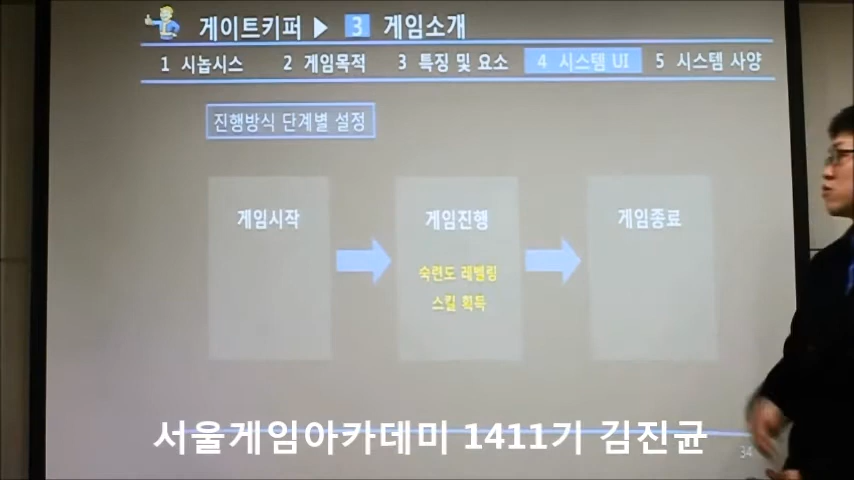 게이트키퍼 ▶ 3 게임소개
1 시놉시스 2 게임목적 3 특징 및 요소 4 시스템 UI 5 시스템 사양
진행방식 단계별 설정
게임시작
게임진행
숙련도 레벨링
스킬 획득
게임종료
서울게임아카데미 1411기 김진균
34